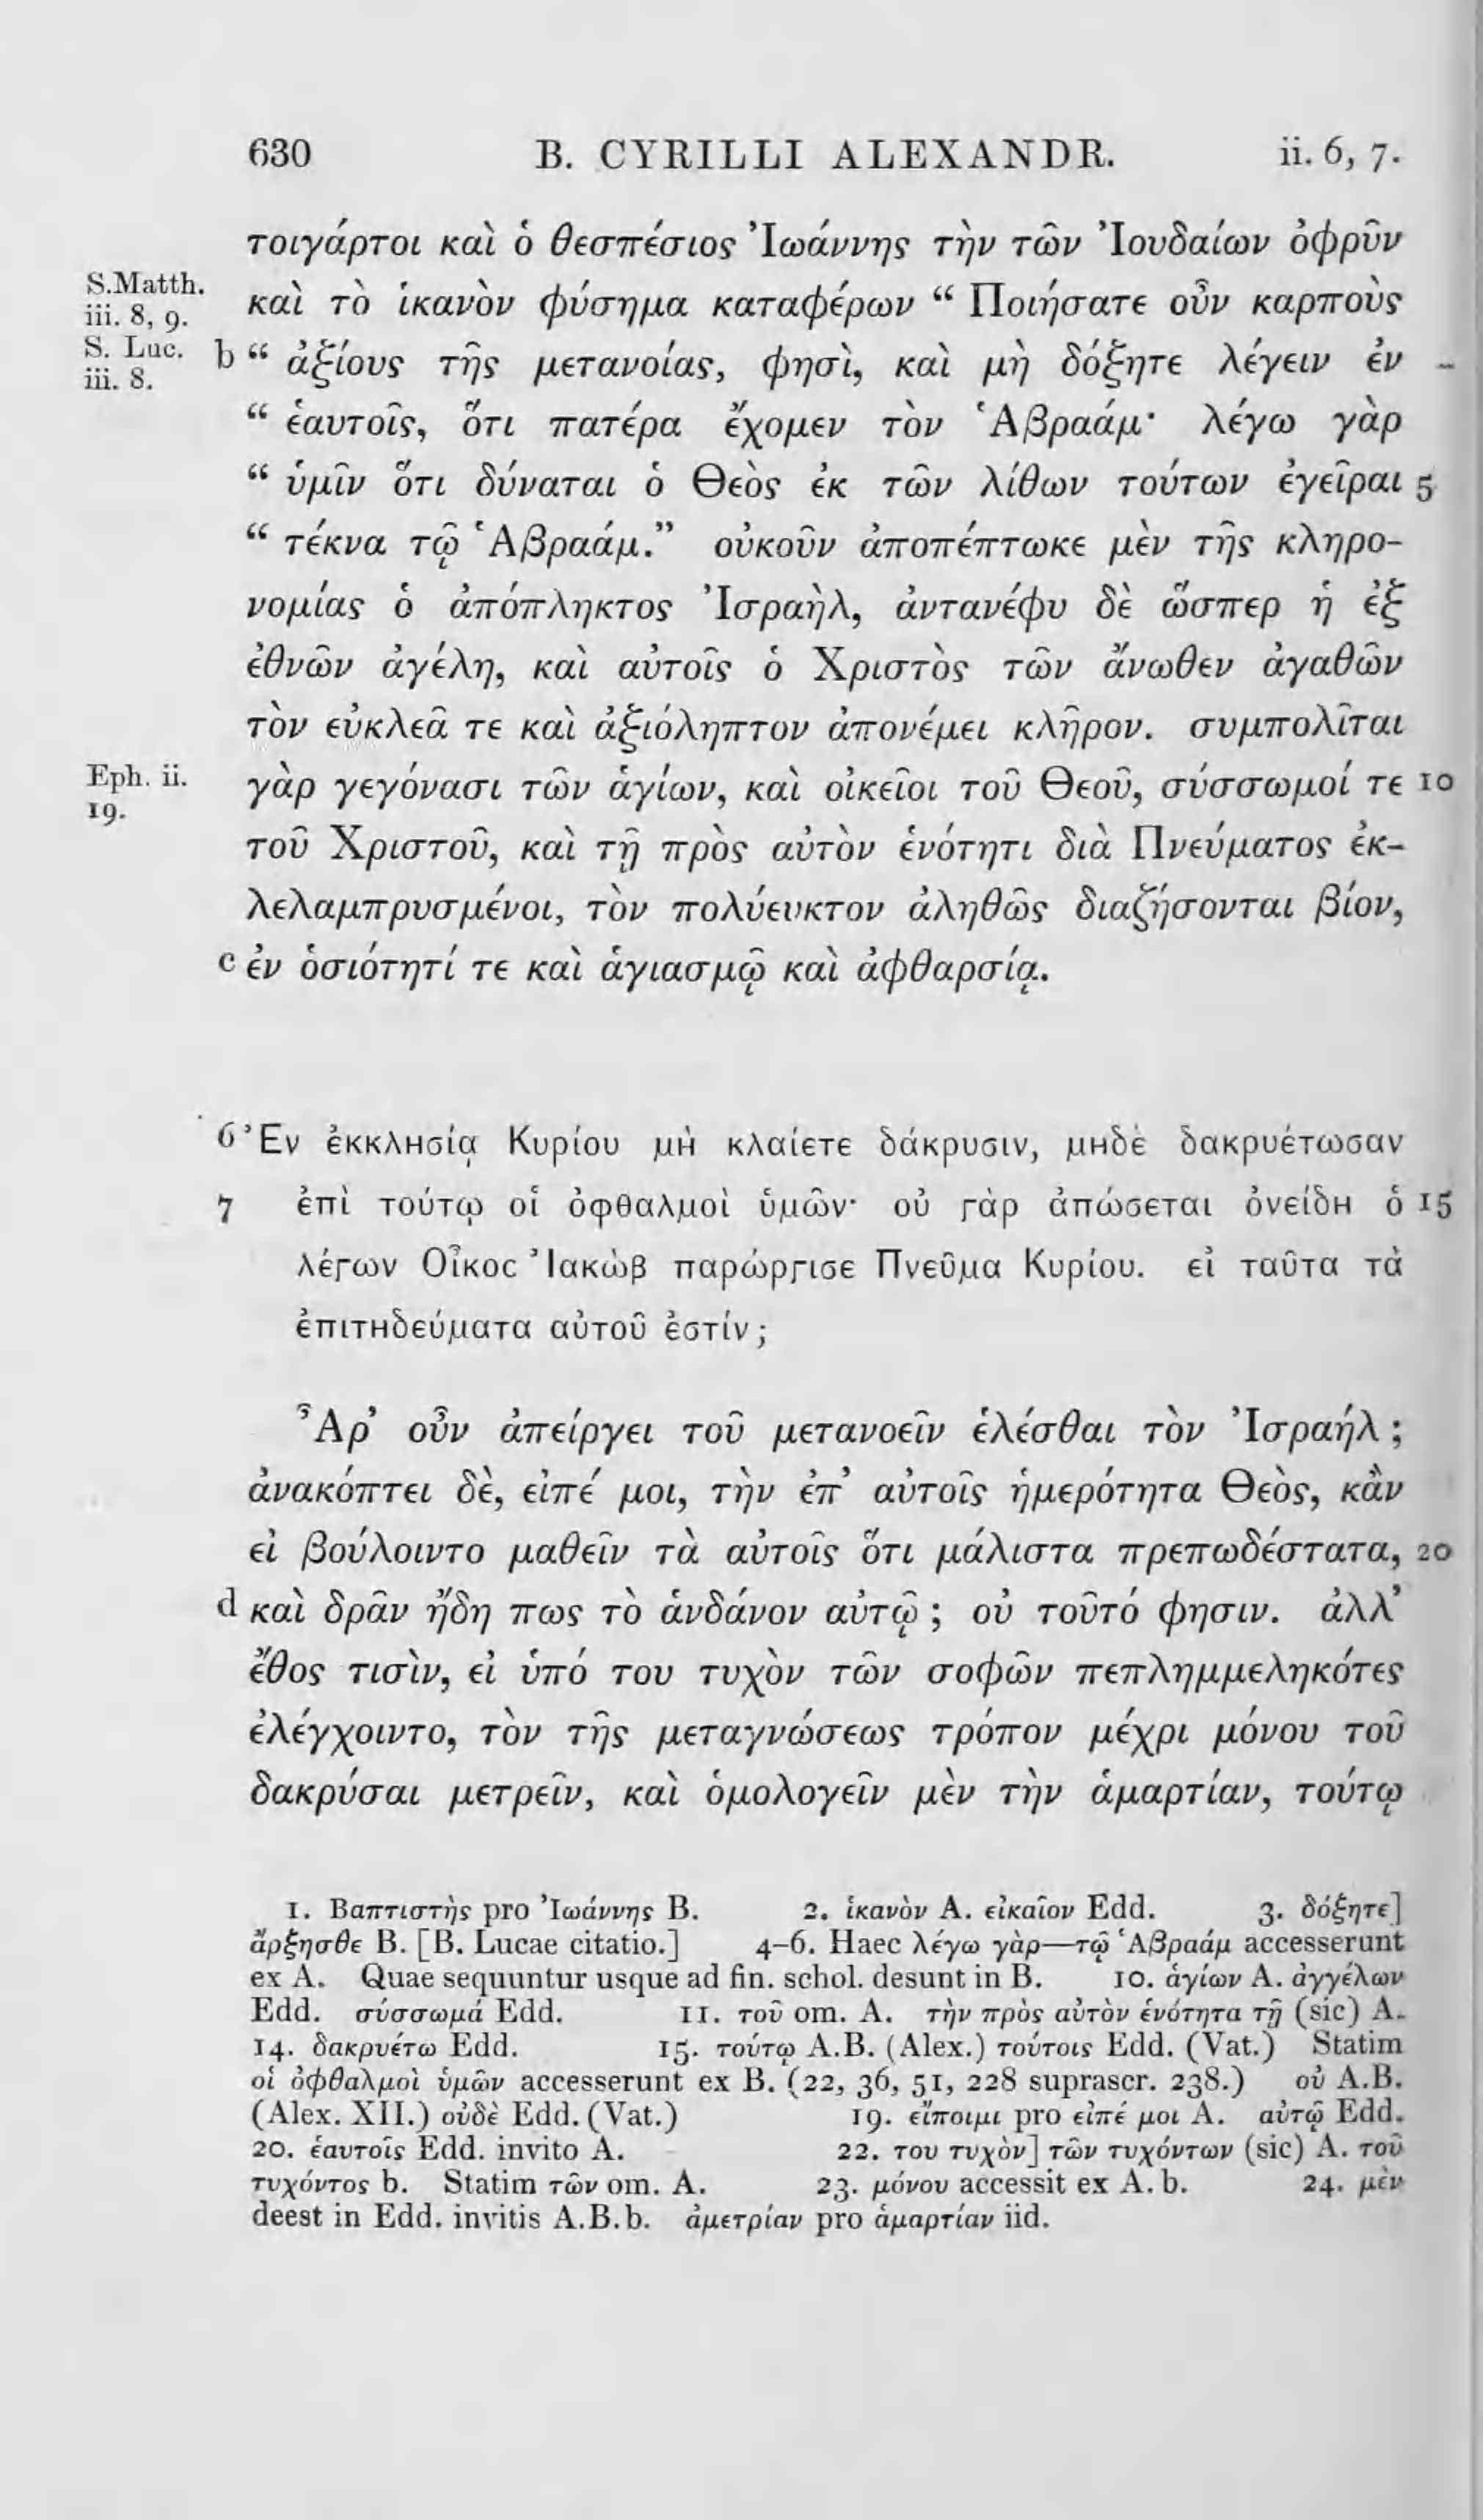 630 B. CYRILLI ALEXANDR. ii. 6, 7.
τοιγάρτοι καὶ ὁ θεσπέσιος Ἰωάννης τὴν τῶν Ἰουδαίων ὀφρῦν
S.Matth. iii. 8, 9. καὶ τὸ ἱκανὸν φύσημα καταφέρων “ Ποιήσατε οὖν καρποὺς
S. Luc. iii. 8. b “ ἀξίους τῆς μετανοίας, φησὶ, καὶ μὴ δόξητε λέγειν ἐν
“ ἑαυτοῖς, ὅτι πατέρα ἔχομεν τὸν Ἁβραάμ· λέγω γὰρ
“ ὑμῖν ὅτι δύναται ὁ Θεὸς ἐκ τῶν λίθων τούτων ἐγεῖραι 5
“ τέκνα τῷ Ἁβραάμ.” οὐκοῦν ἀποπέπτωκε μὲν τῆς κληρο-
νομίας ὁ ἀπόπληκτος Ἰσραὴλ, ἀντανέφυ δὲ ὥσπερ ἡ ἐξ
ἐθνῶν ἀγέλη, καὶ αὐτοῖς ὁ Χριστὸς τῶν ἄνωθεν ἀγαθῶν
τὸν εὐκλεᾶ τε καὶ ἀξιόληπτον ἀπονέμει κλῆρον. συμπολῖται
Eph. ii. 19. γὰρ γεγόνασι τῶν ἁγίων, καὶ οἰκεῖοι τοῦ Θεοῦ, σύσσωμοί τε 10
τοῦ Χριστοῦ, καὶ τῇ πρὸς αὐτὸν ἑνότητι διὰ Πνεύματος ἐκ-
λελαμπρυσμένοι, τὸν πολύευκτον ἀληθῶς διαζήσονται βίον,
c ἐν ὁσιότητί τε καὶ ἁγιασμῷ καὶ ἀφθαρσίᾳ.
6 Ἐν ἐκκλησίᾳ Κυρίου μὴ κλαίετε δάκρυσιν, μηδὲ δακρυέτωσαν
7 ἐπὶ τούτῳ οἱ ὀφθαλμοὶ ὑμῶν· οὐ γὰρ ἀπώσεται ὀνείδη ὁ 15
λέγων Οἶκος Ἰακὼβ παρώργισε Πνεῦμα Κυρίου. εἰ ταῦτα τὰ
ἐπιτηδεύματα αὐτοῦ ἐστίν ;
Ἆρ’ οὖν ἀπείργει τοῦ μετανοεῖν ἑλέσθαι τὸν Ἰσραήλ ;
ἀνακόπτει δὲ, εἰπέ μοι, τὴν ἐπ’ αὐτοῖς ἡμερότητα Θεὸς, κἂν
εἰ βούλοιντο μαθεῖν τὰ αὐτοῖς ὅτι μάλιστα πρεπωδέστατα, 20
d καὶ δρᾶν ἤδη πως τὸ ἁνδάνον αὐτῷ ; οὐ τοῦτό φησιν. ἀλλ’
ἔθος τισὶν, εἰ ὑπό του τυχὸν τῶν σοφῶν πεπλημμεληκότες
ἐλέγχοιντο, τὸν τῆς μεταγνώσεως τρόπον μέχρι μόνου τοῦ
δακρύσαι μετρεῖν, καὶ ὁμολογεῖν μὲν τὴν ἁμαρτίαν, τούτῳ
1. Βαπτιστὴς pro Ἰωάννης B. 2. ἱκανὸν A. εἰκαῖον Edd. 3. δόξητε]
ἄρξησθε B. [B. Lucae citatio.] 4–6. Haec λέγω γὰρ—τῷ Ἁβραάμ accesserunt
ex A. Quae sequuntur usque ad fin. schol. desunt in B. 10. ἁγίων A. ἀγγέλων
Edd. σύσσωμά Edd. 11. τοῦ om. A. τὴν πρὸς αὐτὸν ἑνότητα τῇ (sic) A.
14. δακρυέτω Edd. 15. τούτῳ A.B. (Alex.) τούτοις Edd. (Vat.) Statim
οἱ ὀφθαλμοὶ ὑμῶν accesserunt ex B. (22, 36, 51, 228 suprascr. 238.) οὐ A.B.
(Alex. XII.) οὐδὲ Edd. (Vat.) 19. εἴποιμι pro εἰπέ μοι A. αὐτῷ Edd.
20. ἑαυτοῖς Edd. invito A. 22. του τυχὸν] τῶν τυχόντων (sic) A. τοῦ
τυχόντος b. Statim τῶν om. A. 23. μόνου accessit ex A. b. 24. μὲν
deest in Edd. invitis A.B.b. ἀμετρίαν pro ἁμαρτίαν iid.